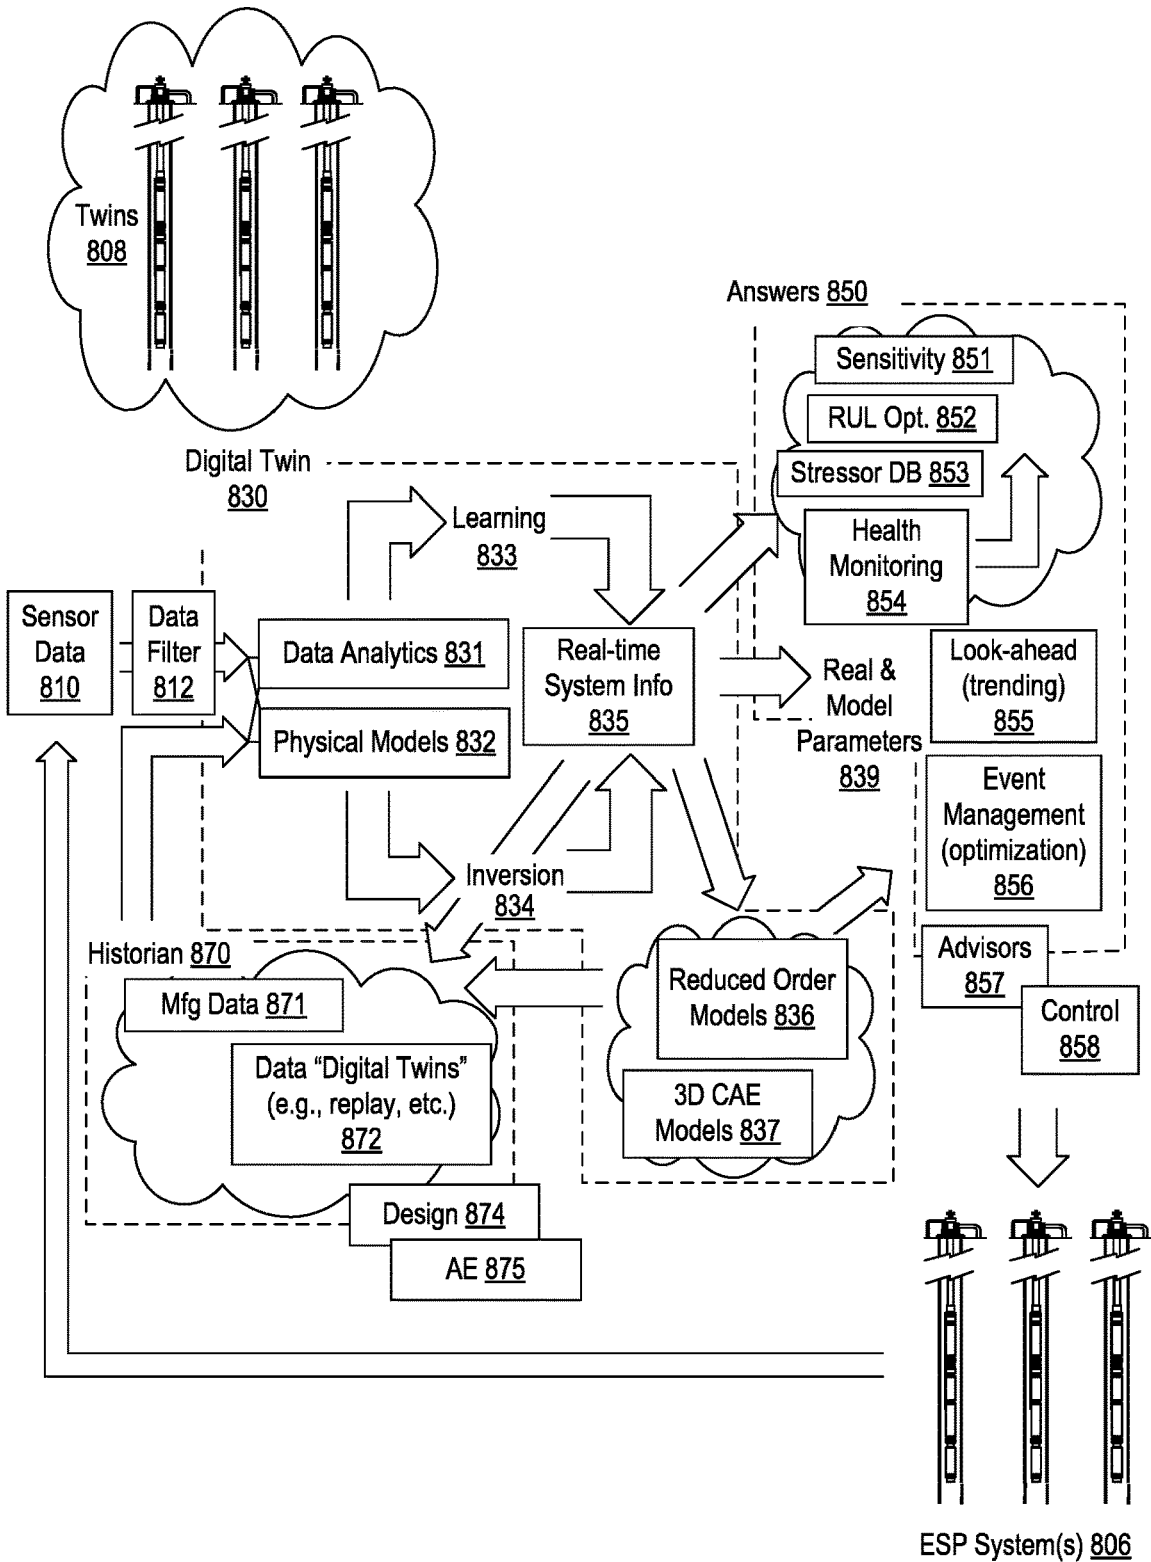 Twins
808
Answers 850
Sensitivity 851
RUL Opt. 852
Stressor DB 853
Health
Monitoring
854
Digital Twin
830
Learning
833
Sensor
Data
810
Data
Filter
812
Data Analytics 831
Physical Models 832
Real-time
System Info
835
Real & 
Model
Parameters
839
Look-ahead
(trending)
855
Event
Management
(optimization)
856
Inversion
834
Advisors
857
Control
858
Historian 870
Mfg Data 871
Data “Digital Twins”
(e.g., replay, etc.)
872
Reduced Order
Models 836
3D CAE
Models 837
Design 874
AE 875
ESP System(s) 806